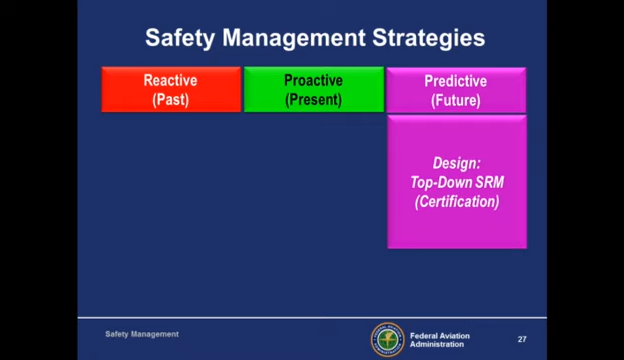 Safety Management Strategies
Reactive
(Past)
Proactive
(Present)
Predictive
(Future)
Design:
Top-Down SRM
(Certification)
Safety Management
Federal Aviation
Administration
27